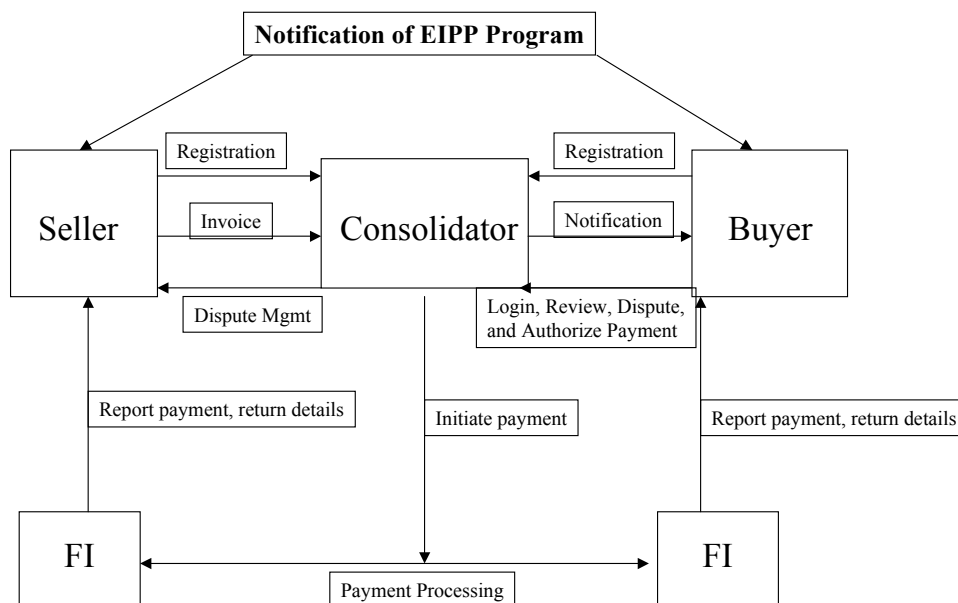 Notification of EIPP Program
Registration
Registration
Seller
Invoice
Consolidator
Notification
Buyer
Dispute Mgmt
Login, Review, Dispute,
and Authorize Payment
Report payment, return details
Initiate payment
Report payment, return details
FI
FI
Payment Processing